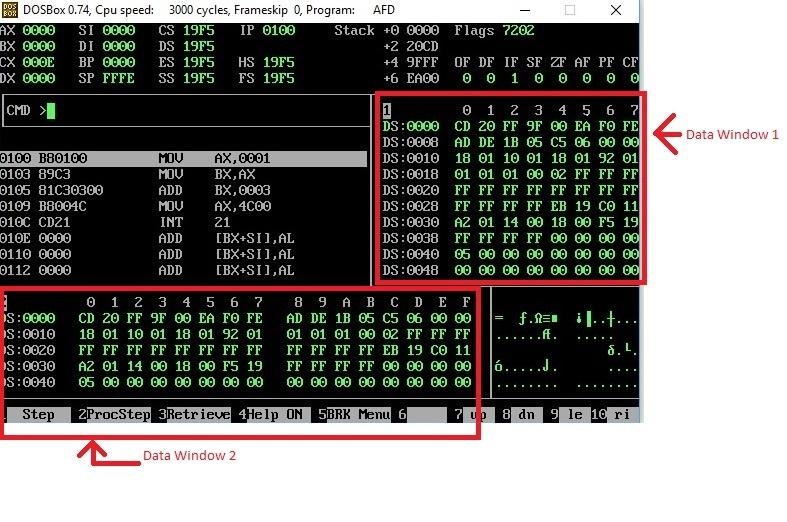 DOSBox 0.74, Cpu speed: 3000 cycles, Frameskip 0, Program: AFD
AX 0000 SI 0000 CS 19F5 IP 0100 Stack +0 0000 Flags 7202
BX 0000 DI 0000 DS 19F5 +2 20CD
CX 000E BP 0000 ES 19F5 HS 19F5 +4 9FFF OF DF IF SF ZF AF PF CF
DX 0000 SP FFFE SS 19F5 FS 19F5 +6 EA00 0 0 1 0 0 0 0 0
CMD >
1 0 1 2 3 4 5 6 7
DS:0000 CD 20 FF 9F 00 EA F0 FE
DS:0008 AD DE 1B 05 C5 06 00 00
DS:0010 18 01 10 01 18 01 92 01
DS:0018 01 01 01 00 02 FF FF FF
DS:0020 FF FF FF FF FF FF FF FF
DS:0028 FF FF FF FF EB 19 C0 11
DS:0030 A2 01 14 00 18 00 F5 19
DS:0038 FF FF FF FF 00 00 00 00
DS:0040 05 00 00 00 00 00 00 00
DS:0048 00 00 00 00 00 00 00 00
Data Window 1
0100 B80100 MOV AX,0001
0103 89C3 MOV BX,AX
0105 81C30300 ADD BX,0003
0109 B8004C MOV AX,4C00
010C CD21 INT 21
010E 0000 ADD [BX+SI],AL
0110 0000 ADD [BX+SI],AL
0112 0000 ADD [BX+SI],AL
2 0 1 2 3 4 5 6 7 8 9 A B C D E F
DS:0000 CD 20 FF 9F 00 EA F0 FE AD DE 1B 05 C5 06 00 00
DS:0010 18 01 10 01 18 01 92 01 01 01 01 00 02 FF FF FF
DS:0020 FF FF FF FF FF FF FF FF FF FF FF FF EB 19 C0 11
DS:0030 A2 01 14 00 18 00 F5 19 FF FF FF FF 00 00 00 00
DS:0040 05 00 00 00 00 00 00 00 00 00 00 00 00 00 00 00
1 Step 2ProcStep 3Retrieve 4Help ON 5BRK Menu 6 7 up 8 dn 9 le 10 ri
Data Window 2